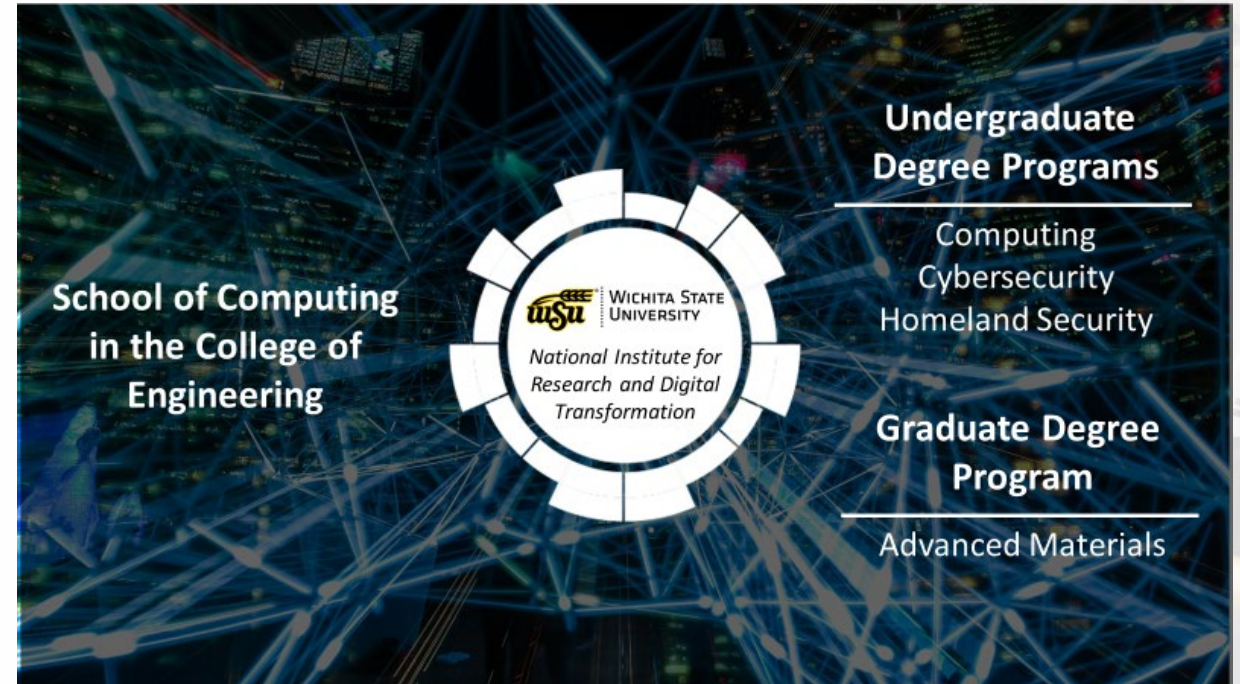 School of Computing
in the College of
Engineering
WSU
WICHITA STATE
UNIVERSITY
National Institute for
Research and Digital
Transformation
Undergraduate
Degree Programs
Computing
Cybersecurity
Homeland Security
Graduate Degree
Program
Advanced Materials